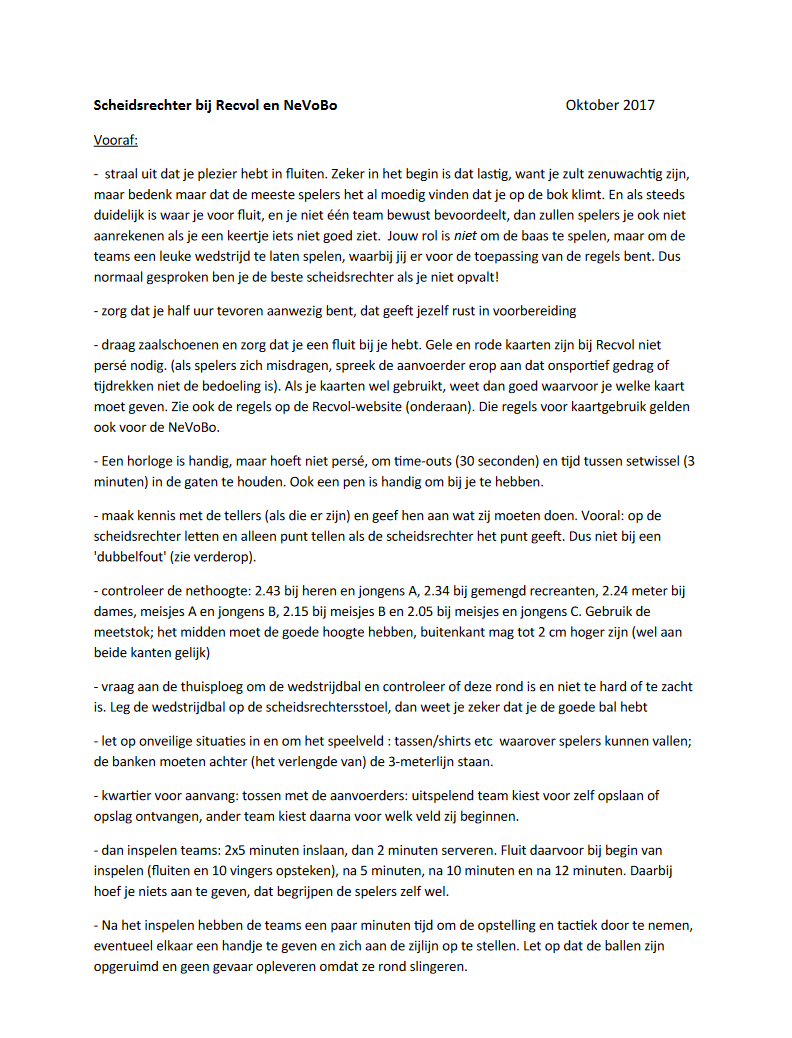 Scheidsrechter bij Recvol en NeVoBo Oktober 2017
Vooraf:
- straal uit dat je plezier hebt in fluiten. Zeker in het begin is dat lastig, want je zult zenuwachtig zijn,
maar bedenk maar dat de meeste spelers het al moedig vinden dat je op de bok klimt. En als steeds
duidelijk is waar je voor fluit, en je niet één team bewust bevoordeelt, dan zullen spelers je ook niet
aanrekenen als je een keertje iets niet goed ziet. Jouw rol is niet om de baas te spelen, maar om de
teams een leuke wedstrijd te laten spelen, waarbij jij er voor de toepassing van de regels bent. Dus
normaal gesproken ben je de beste scheidsrechter als je niet opvalt!
- zorg dat je half uur tevoren aanwezig bent, dat geeft jezelf rust in voorbereiding
- draag zaalschoenen en zorg dat je een fluit bij je hebt. Gele en rode kaarten zijn bij Recvol niet
persé nodig. (als spelers zich misdragen, spreek de aanvoerder erop aan dat onsportief gedrag of
tijdrekken niet de bedoeling is). Als je kaarten wel gebruikt, weet dan goed waarvoor je welke kaart
moet geven. Zie ook de regels op de Recvol-website (onderaan). Die regels voor kaartgebruik gelden
ook voor de NeVoBo.
- Een horloge is handig, maar hoeft niet persé, om time-outs (30 seconden) en tijd tussen setwissel (3
minuten) in de gaten te houden. Ook een pen is handig om bij je te hebben.
- maak kennis met de tellers (als die er zijn) en geef hen aan wat zij moeten doen. Vooral: op de
scheidsrechter letten en alleen punt tellen als de scheidsrechter het punt geeft. Dus niet bij een
'dubbelfout' (zie verderop).
- controleer de nethoogte: 2.43 bij heren en jongens A, 2.34 bij gemengd recreanten, 2.24 meter bij
dames, meisjes A en jongens B, 2.15 bij meisjes B en 2.05 bij meisjes en jongens C. Gebruik de
meetstok; het midden moet de goede hoogte hebben, buitenkant mag tot 2 cm hoger zijn (wel aan
beide kanten gelijk)
- vraag aan de thuisploeg om de wedstrijdbal en controleer of deze rond is en niet te hard of te zacht
is. Leg de wedstrijdbal op de scheidsrechtersstoel, dan weet je zeker dat je de goede bal hebt
- let op onveilige situaties in en om het speelveld : tassen/shirts etc waarover spelers kunnen vallen;
de banken moeten achter (het verlengde van) de 3-meterlijn staan.
- kwartier voor aanvang: tossen met de aanvoerders: uitspelend team kiest voor zelf opslaan of
opslag ontvangen, ander team kiest daarna voor welk veld zij beginnen.
- dan inspelen teams: 2x5 minuten inslaan, dan 2 minuten serveren. Fluit daarvoor bij begin van
inspelen (fluiten en 10 vingers opsteken), na 5 minuten, na 10 minuten en na 12 minuten. Daarbij
hoef je niets aan te geven, dat begrijpen de spelers zelf wel.
- Na het inspelen hebben de teams een paar minuten tijd om de opstelling en tactiek door te nemen,
eventueel elkaar een handje te geven en zich aan de zijlijn op te stellen. Let op dat de ballen zijn
opgeruimd en geen gevaar opleveren omdat ze rond slingeren.